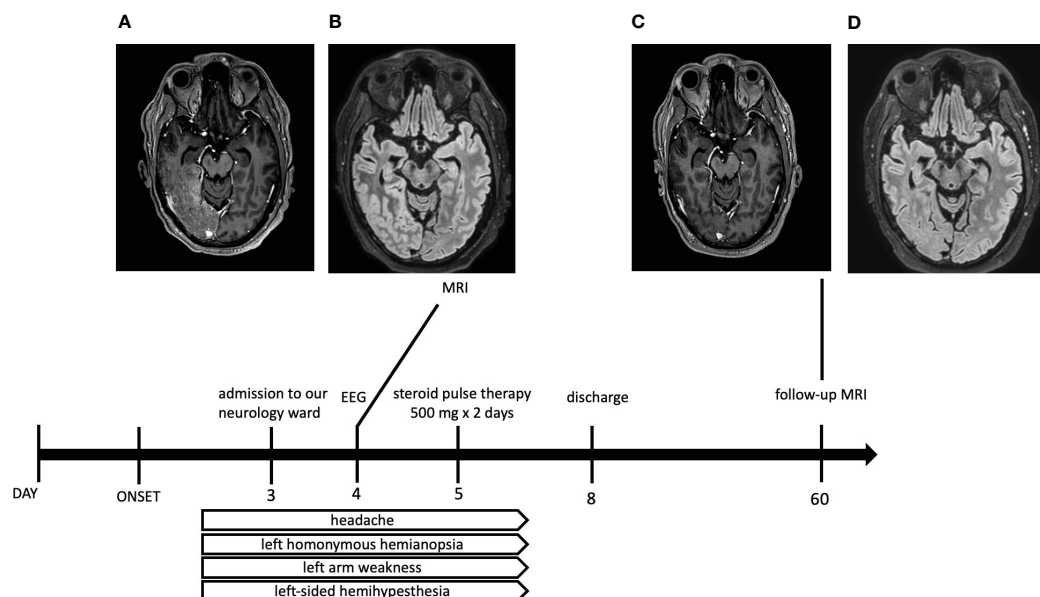 A
B
C
D
MRI
admission to our
neurology ward
EEG
steroid pulse therapy
500 mg x 2 days
discharge
follow-up MRI
DAY
ONSET
3
4
5
8
60
headache
left homonymous hemianopsia
left arm weakness
left-sided hemihypesthesia